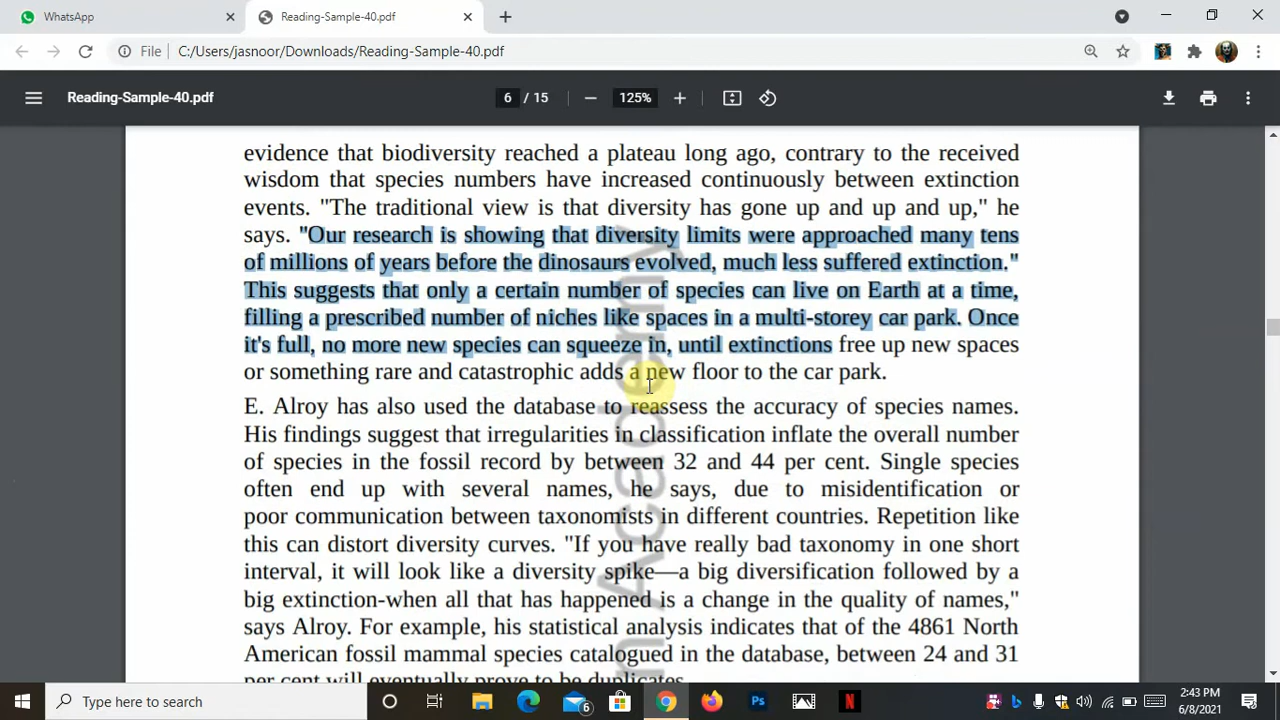 WhatsApp
Reading-Sample-40.pdf
File
C:/Users/jasnoor/Downloads/Reading-Sample-40.pdf
Reading-Sample-40.pdf
6 / 15
125%
evidence that biodiversity reached a plateau long ago, contrary to the received
wisdom that species numbers have increased continuously between extinction
events. "The traditional view is that diversity has gone up and up and up," he
says. "Our research is showing that diversity limits were approached many tens
of millions of years before the dinosaurs evolved, much less suffered extinction."
This suggests that only a certain number of species can live on Earth at a time,
filling a prescribed number of niches like spaces in a multi-storey car park. Once
it's full, no more new species can squeeze in, until extinctions free up new spaces
or something rare and catastrophic adds a new floor to the car park.
E. Alroy has also used the database to reassess the accuracy of species names.
His findings suggest that irregularities in classification inflate the overall number
of species in the fossil record by between 32 and 44 per cent. Single species
often end up with several names, he says, due to misidentification or
poor communication between taxonomists in different countries. Repetition like
this can distort diversity curves. "If you have really bad taxonomy in one short
interval, it will look like a diversity spike—a big diversification followed by a
big extinction-when all that has happened is a change in the quality of names,"
says Alroy. For example, his statistical analysis indicates that of the 4861 North
American fossil mammal species catalogued in the database, between 24 and 31
per cent will eventually prove to be duplicates.
n Academy
Type here to search
6
Ps
N
2:43 PM
6/8/2021